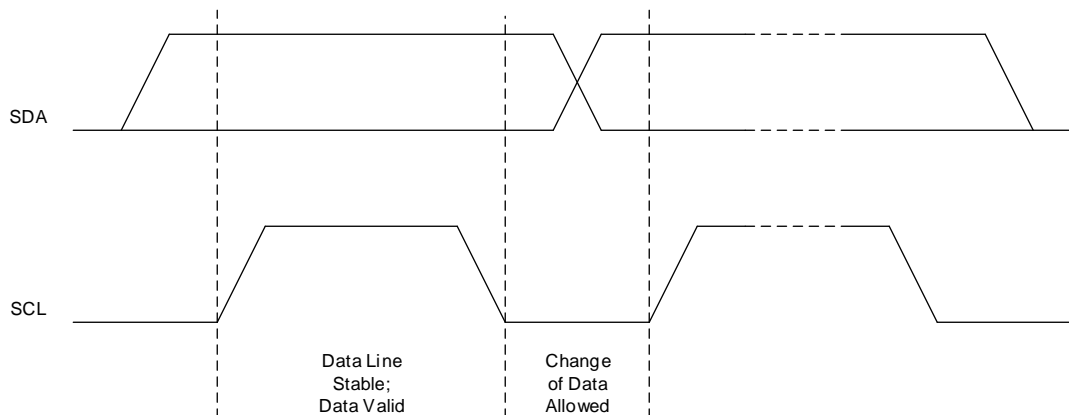 SDA
SCL
Data Line
Stable;
Data Valid
Change
of Data
Allowed